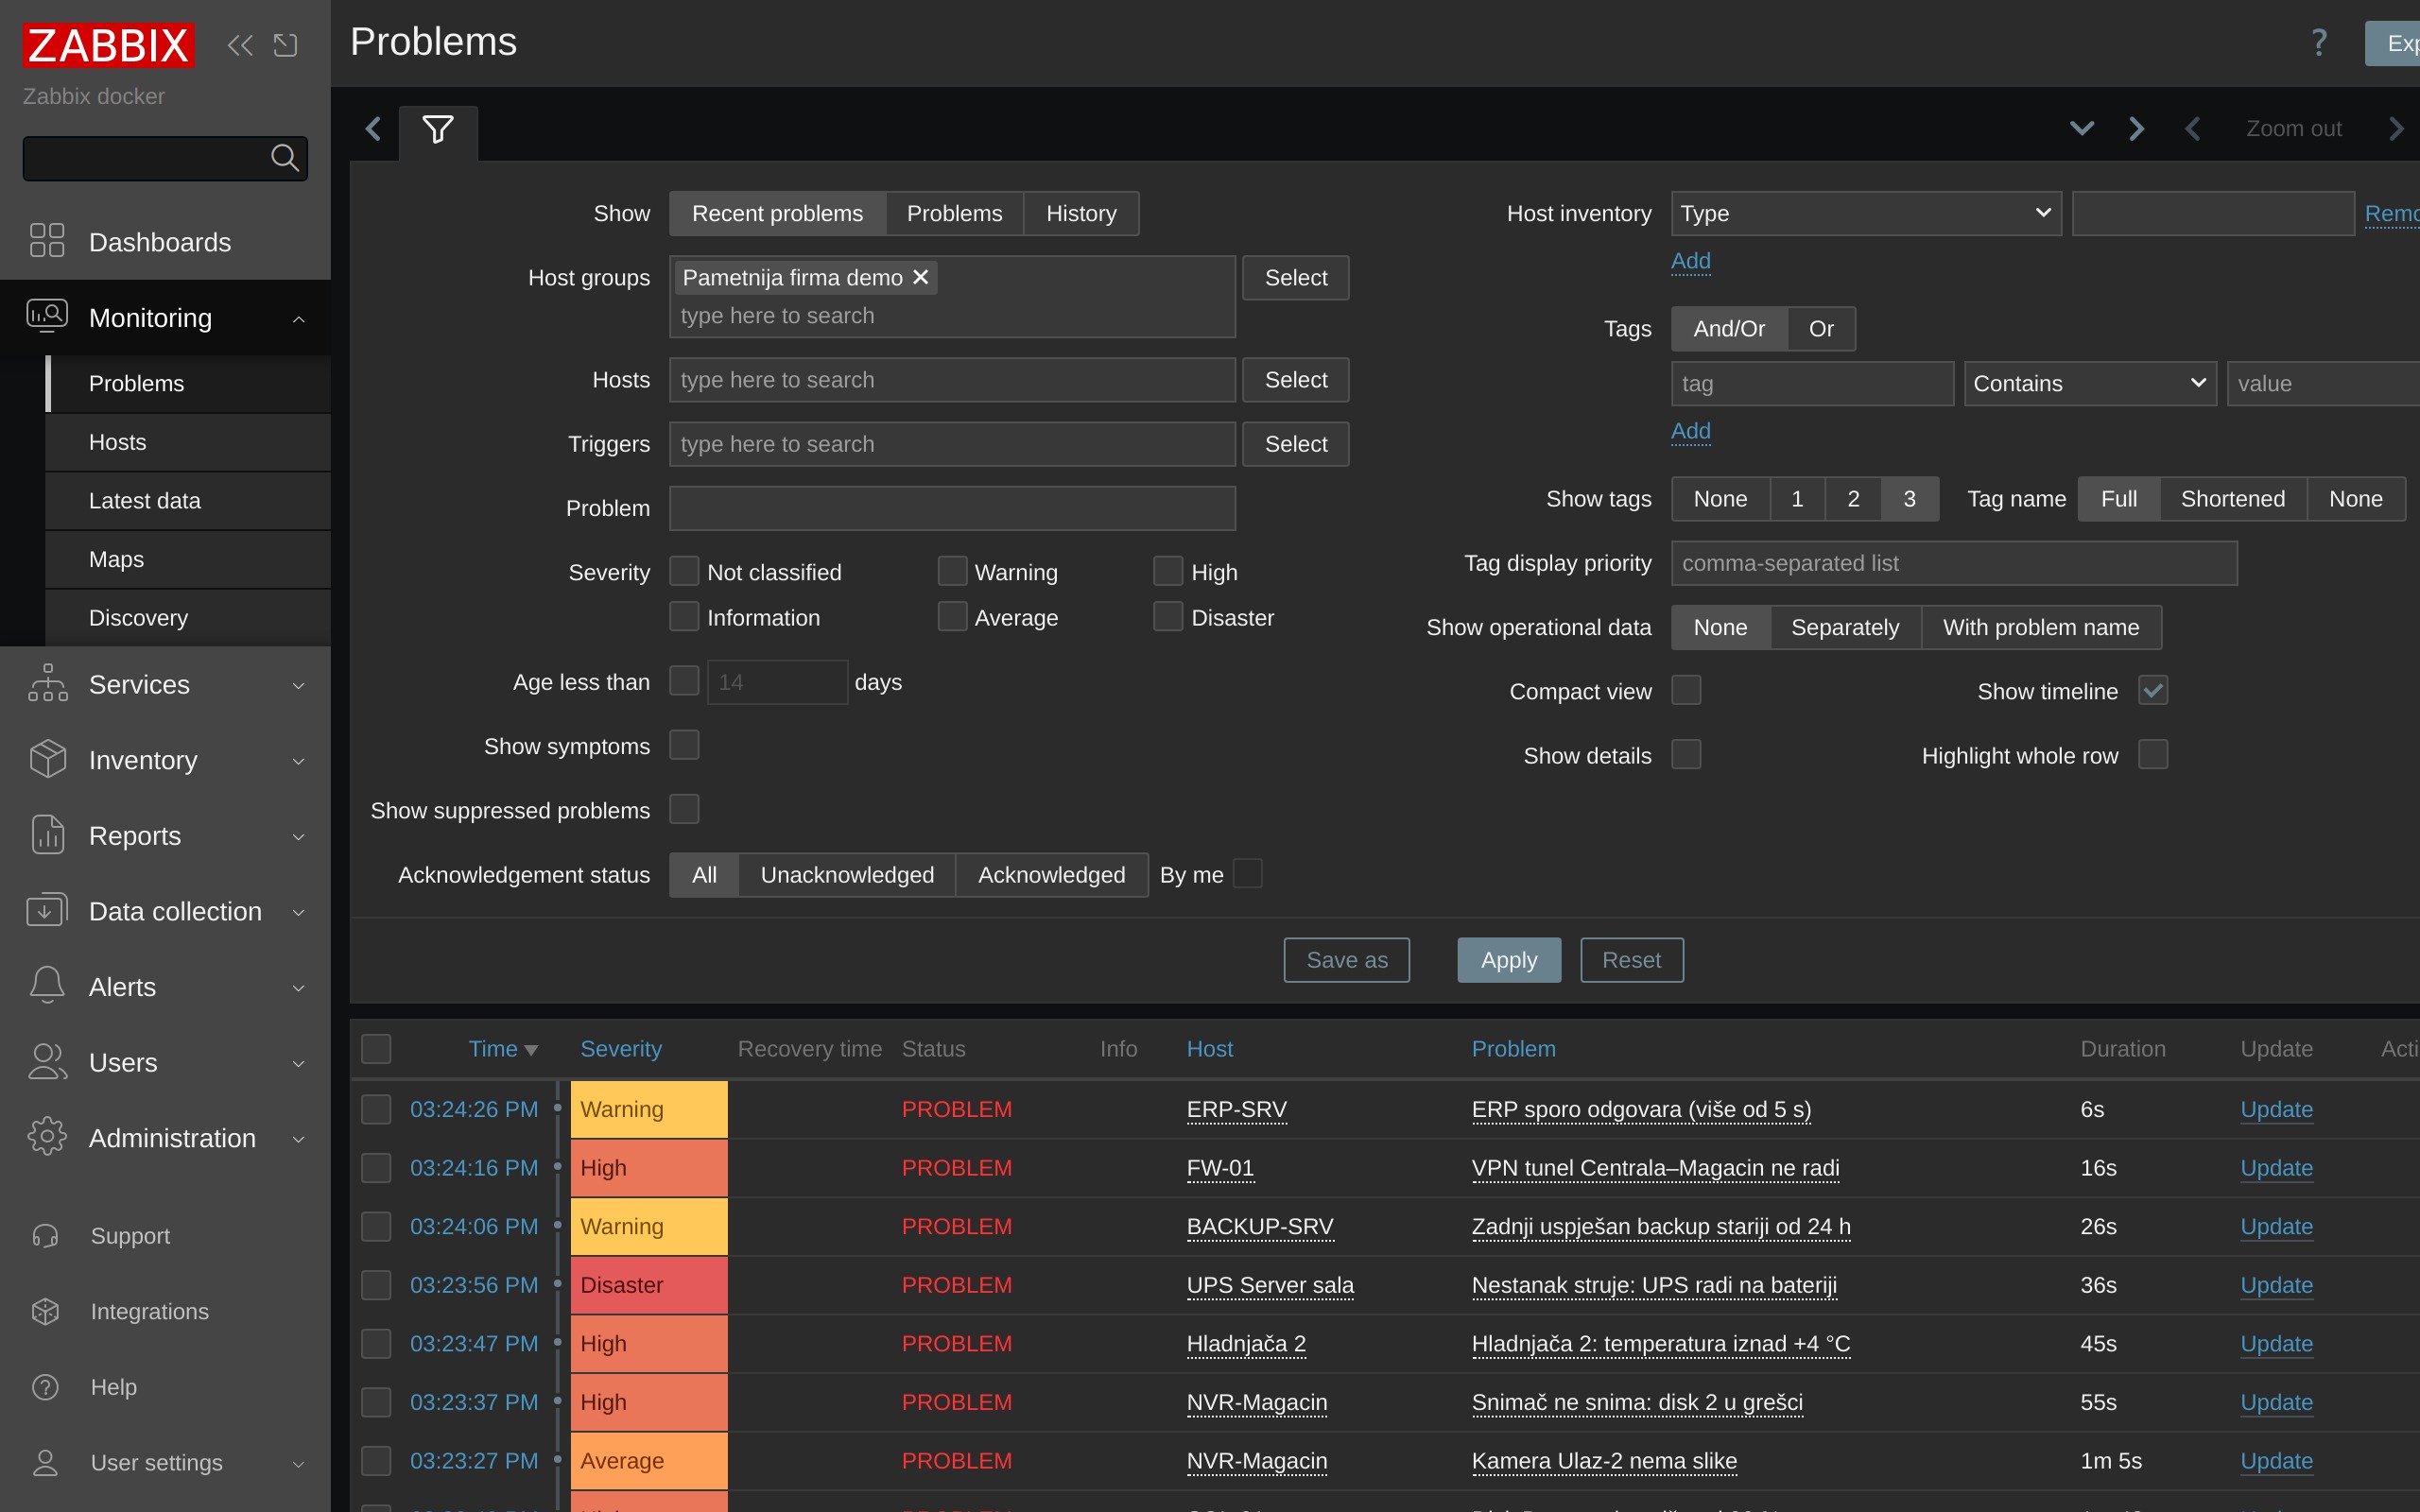 ZABBIX
Zabbix docker
Dashboards
Monitoring
Problems
Hosts
Latest data
Maps
Discovery
Services
Inventory
Reports
Data collection
Alerts
Users
Administration
Support
Integrations
Help
User settings
Problems
?
Zoom out
Show Recent problems Problems History
Host groups Pametnija firma demo Select
type here to search
Hosts type here to search Select
Triggers type here to search Select
Problem
Severity Not classified Warning High
Information Average Disaster
Age less than 14 days
Show symptoms
Show suppressed problems
Acknowledgement status All Unacknowledged Acknowledged By me
Host inventory Type
Add
Tags And/Or Or
tag Contains value
Add
Show tags None 1 2 3 Tag name Full Shortened None
Tag display priority comma-separated list
Show operational data None Separately With problem name
Compact view Show timeline
Show details Highlight whole row
Save as Apply Reset
Time Severity Recovery time Status Info Host Problem Duration Update
03:24:26 PM Warning PROBLEM ERP-SRV ERP sporo odgovara (više od 5 s) 6s Update
03:24:16 PM High PROBLEM FW-01 VPN tunel Centrala–Magacin ne radi 16s Update
03:24:06 PM Warning PROBLEM BACKUP-SRV Zadnji uspješan backup stariji od 24 h 26s Update
03:23:56 PM Disaster PROBLEM UPS Server sala Nestanak struje: UPS radi na bateriji 36s Update
03:23:47 PM High PROBLEM Hladnjača 2 Hladnjača 2: temperatura iznad +4 °C 45s Update
03:23:37 PM High PROBLEM NVR-Magacin Snimač ne snima: disk 2 u grešci 55s Update
03:23:27 PM Average PROBLEM NVR-Magacin Kamera Ulaz-2 nema slike 1m 5s Update